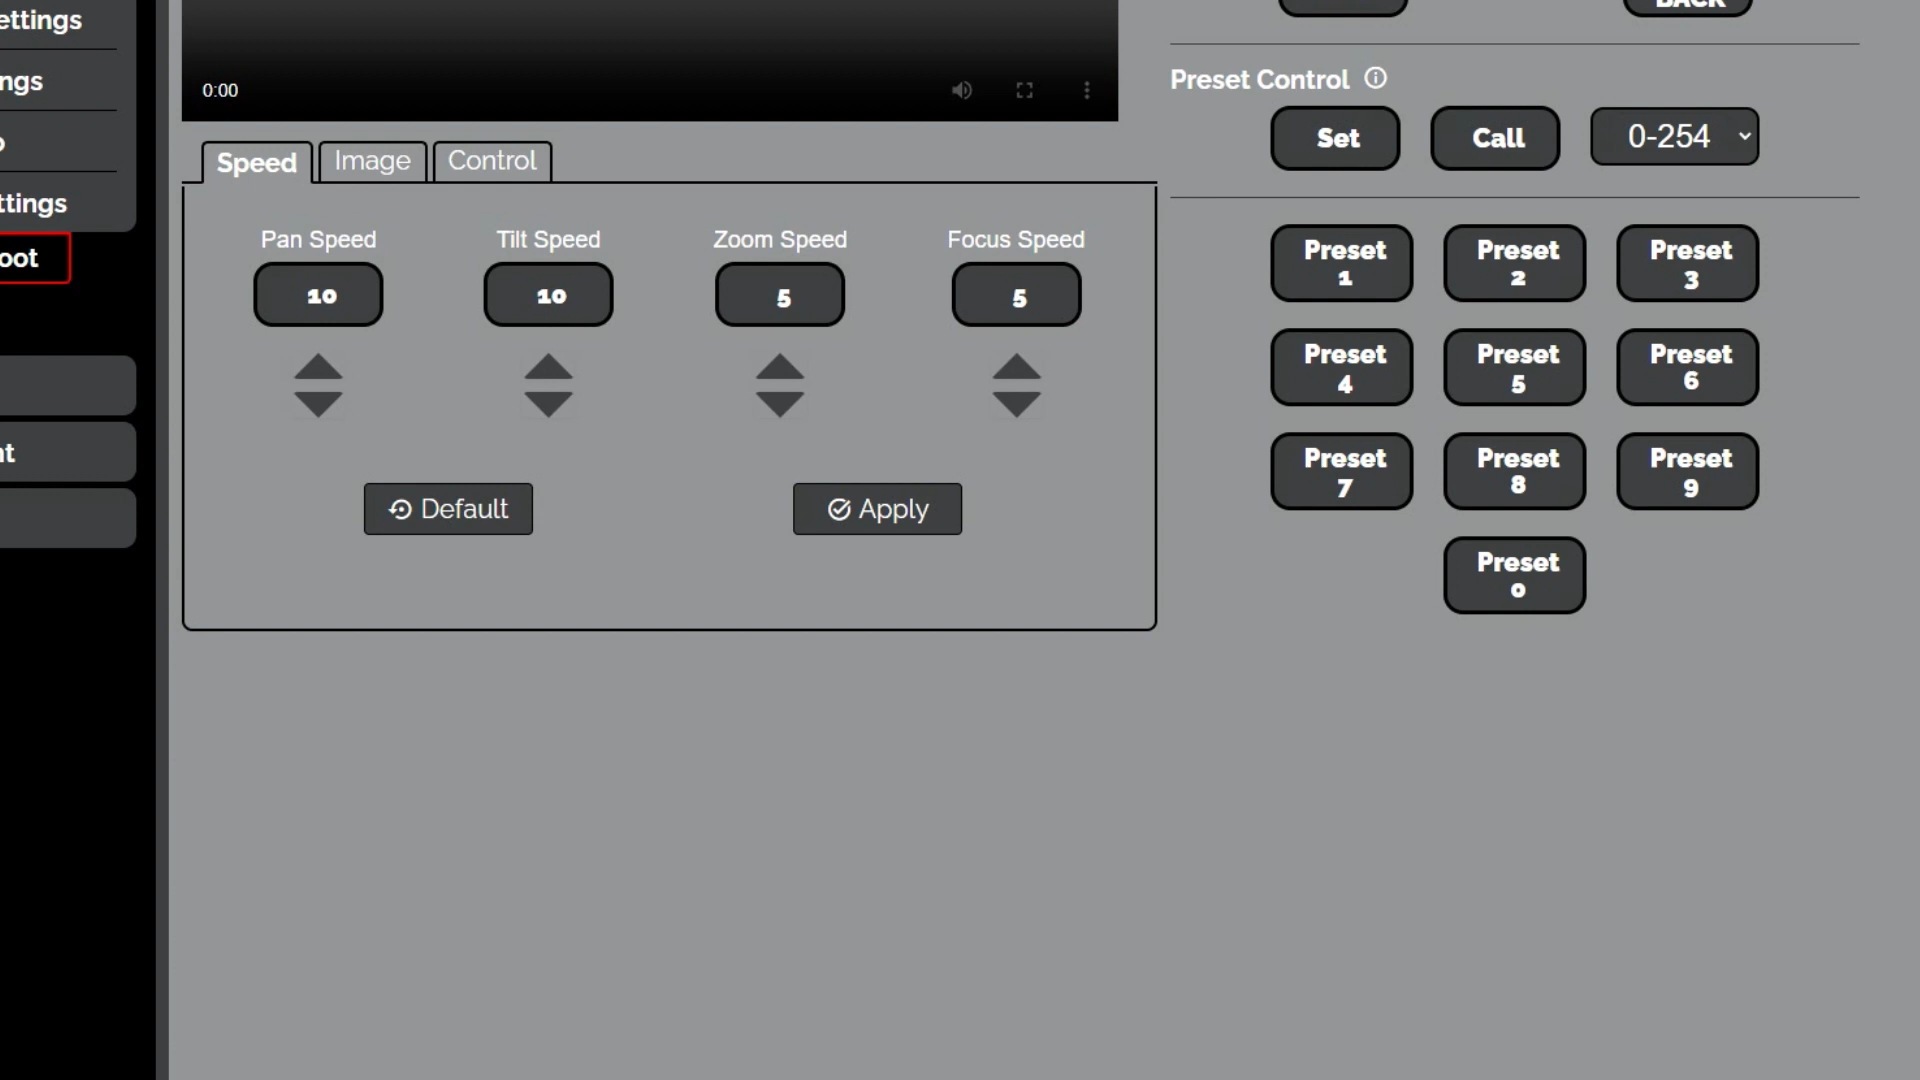 ettings
ngs
ttings
oot
nt
0:00
Speed Image Control
Pan Speed Tilt Speed Zoom Speed Focus Speed
10 10 5 5
Default Apply
BACK
Preset Control
Set Call 0-254
Preset 1 Preset 2 Preset 3
Preset 4 Preset 5 Preset 6
Preset 7 Preset 8 Preset 9
Preset 0